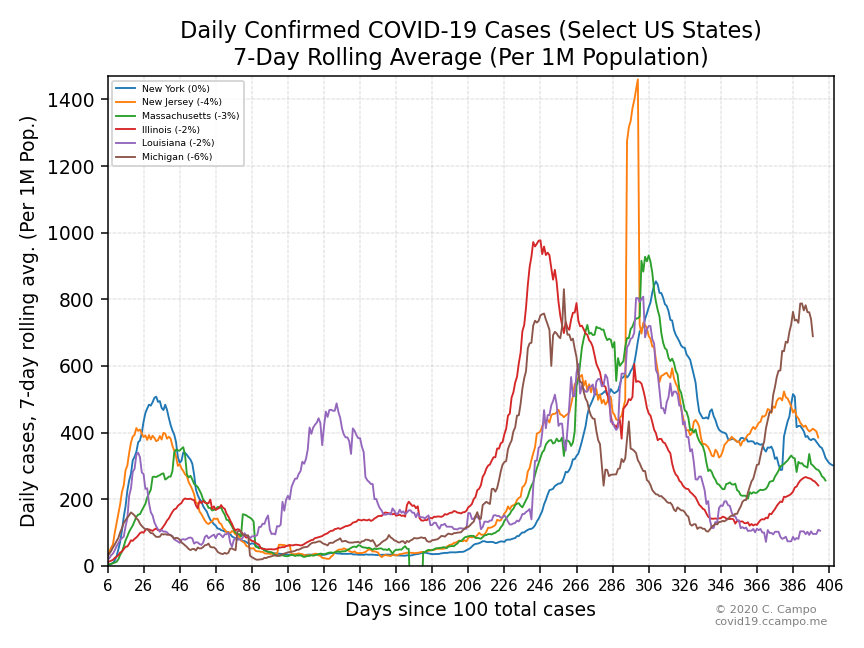 Daily Confirmed COVID-19 Cases (Select US States)
7-Day Rolling Average (Per 1M Population)
Daily cases, 7-day rolling avg. (Per 1M Pop.)
1400
1200
1000
800
600
400
200
0
New York (0%)
New Jersey (-4%)
Massachusetts (-3%)
Illinois (-2%)
Louisiana (-2%)
Michigan (-6%)
6 26 46 66 86 106 126 146 166 186 206 226 246 266 286 306 326 346 366 386 406
Days since 100 total cases
© 2020 C. Campo
covid19.ccampo.me